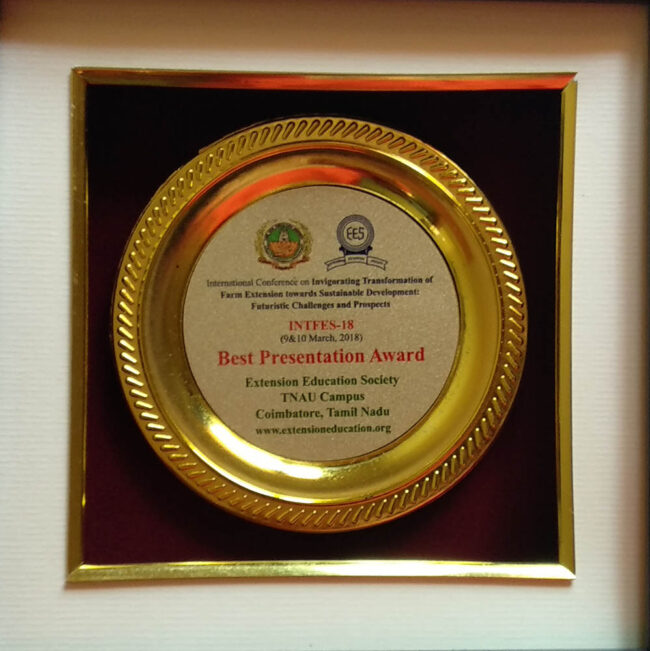 EES
International Conference on Invigorating Transformation of
Farm Extension towards Sustainable Development:
Futuristic Challenges and Prospects
INTFES-18
(9&10 March, 2018)
Best Presentation Award
Extension Education Society
TNAU Campus
Coimbatore, Tamil Nadu
www.extensioneducation.org